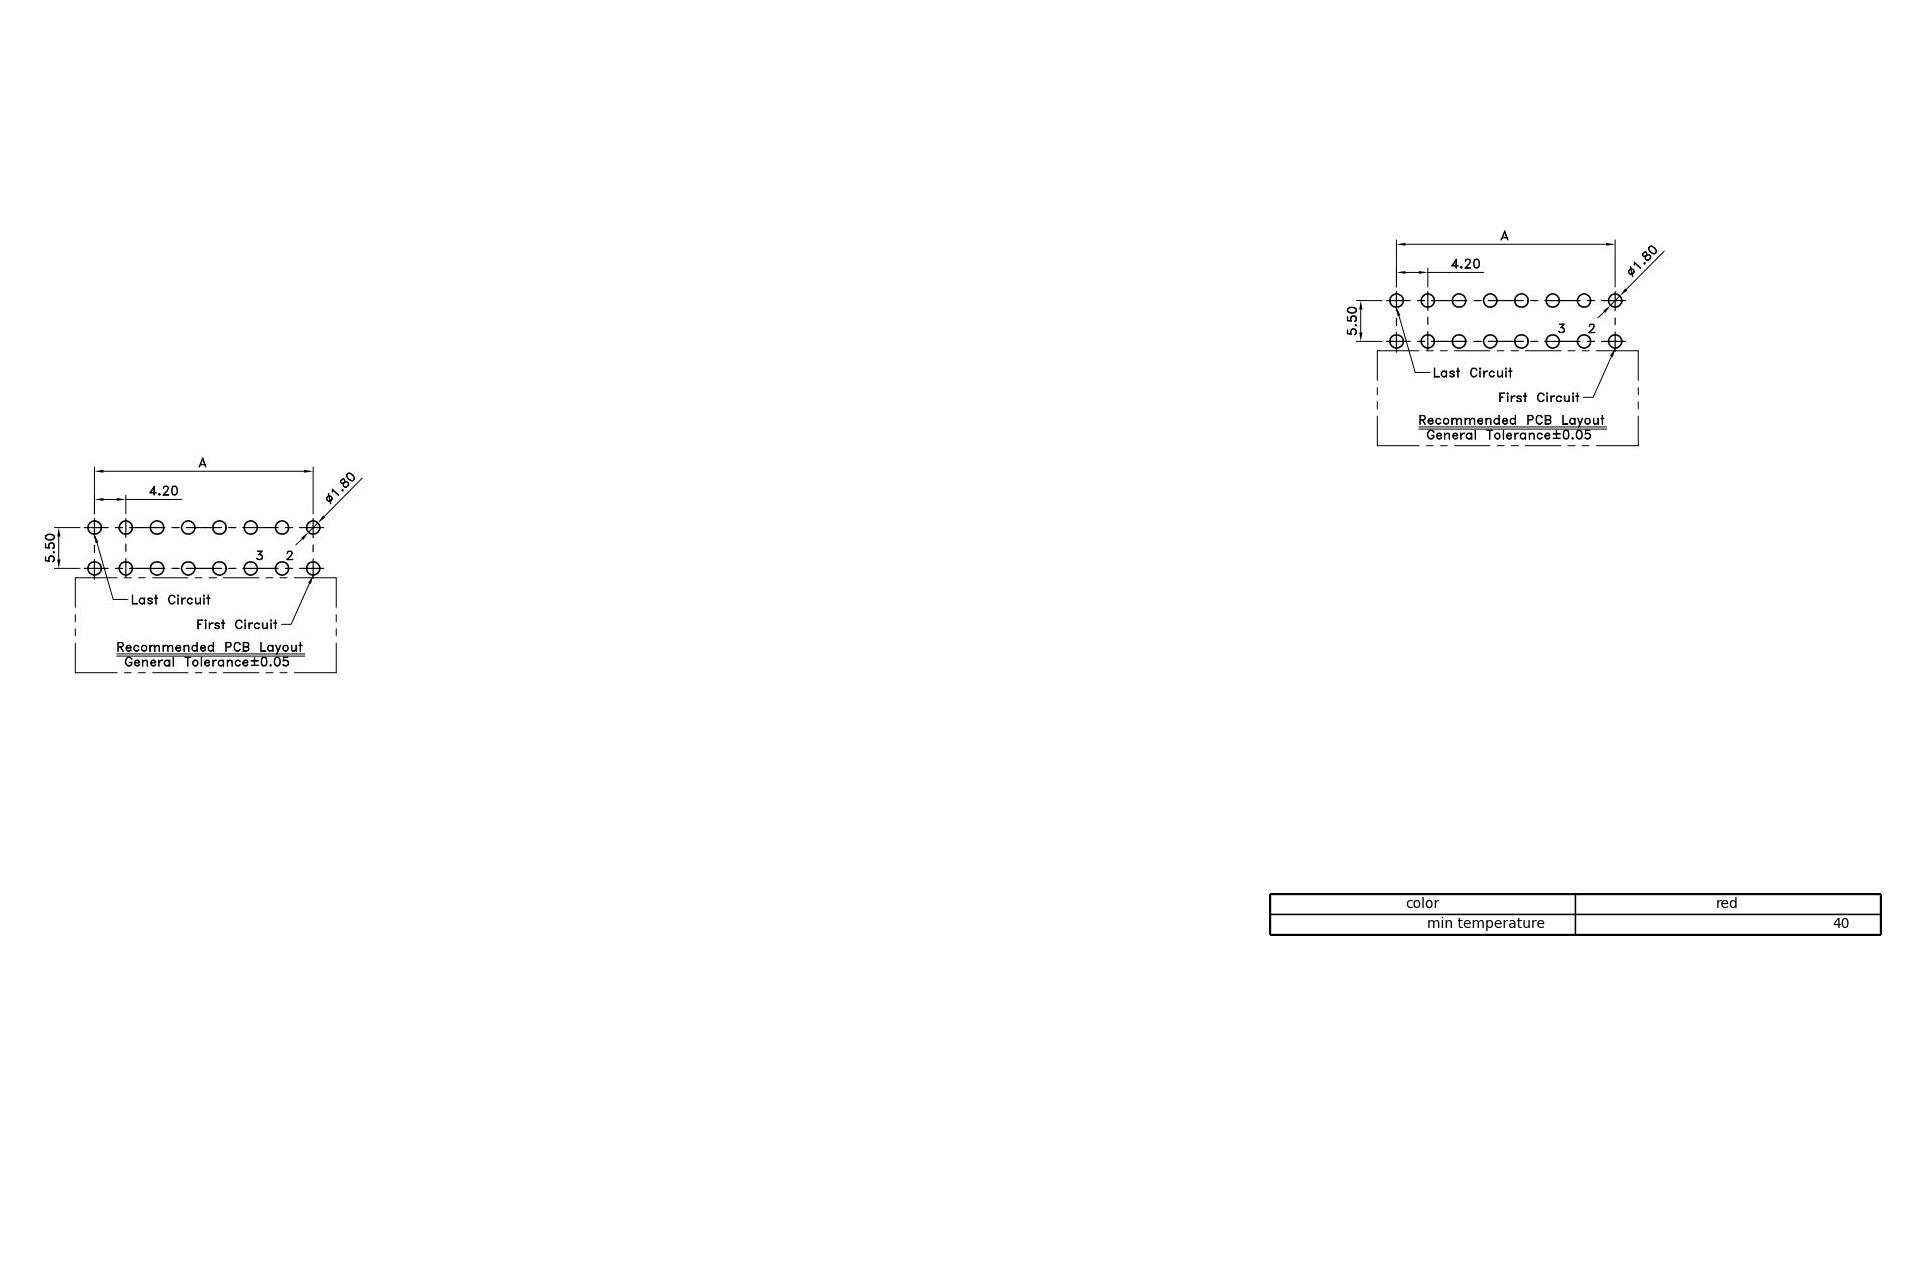 A
4.20
ø1.80
5.50
3 2
Last Circuit
First Circuit
Recommended PCB Layout
General Tolerance±0.05
A
4.20
ø1.80
5.50
3 2
Last Circuit
First Circuit
Recommended PCB Layout
General Tolerance±0.05
color red
min temperature 40